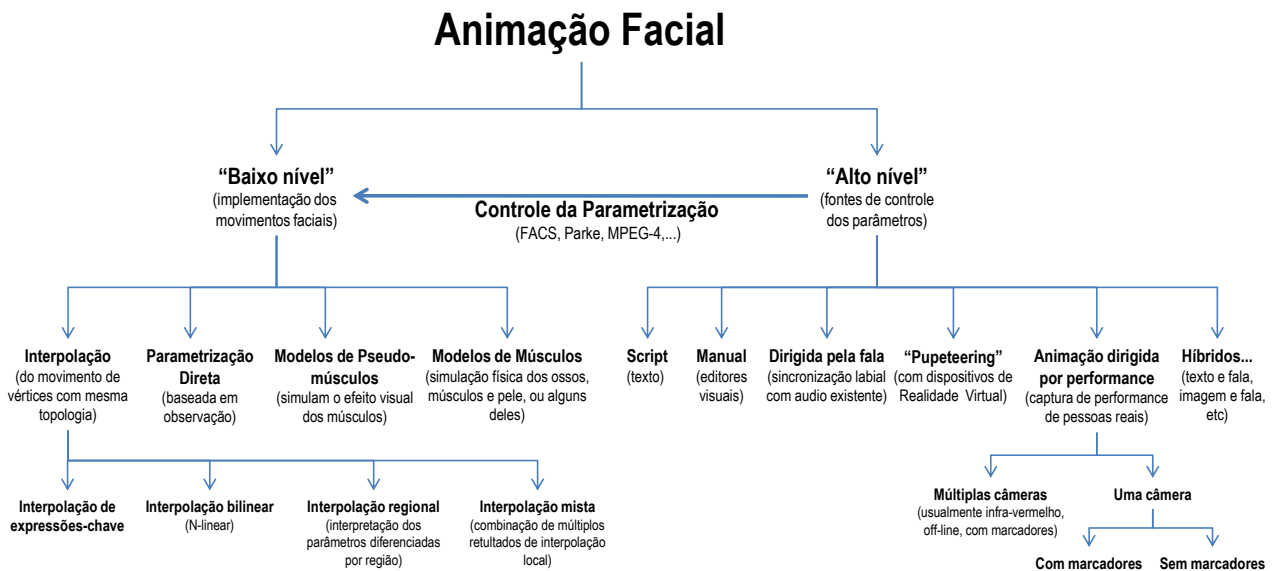 Animação Facial
“Baixo nível”
(implementação dos
movimentos faciais)
Controle da Parametrização
(FACS, Parke, MPEG-4,...)
“Alto nível”
(fontes de controle
dos parâmetros)
Interpolação
(do movimento de
vértices com mesma
topologia)
Parametrização
Direta
(baseada em
observação)
Modelos de Pseudo-
músculos
(simulam o efeito visual
dos músculos)
Modelos de Músculos
(simulação física dos ossos,
músculos e pele, ou alguns
deles)
Script
(texto)
Manual
(editores
visuais)
Dirigida pela fala
(sincronização labial
com audio existente)
“Pupeteering”
(com dispositivos de
Realidade Virtual)
Animação dirigida
por performance
(captura de performance
de pessoas reais)
Híbridos...
(texto e fala,
imagem e fala,
etc)
Interpolação de
expressões-chave
Interpolação bilinear
(N-linear)
Interpolação regional
(interpretação dos
parâmetros diferenciadas
por região)
Interpolação mista
(combinação de múltiplos
retultados de interpolação
local)
Múltiplas câmeras
(usualmente infra-vermelho,
off-line, com marcadores)
Uma câmera
Com marcadores
Sem marcadores